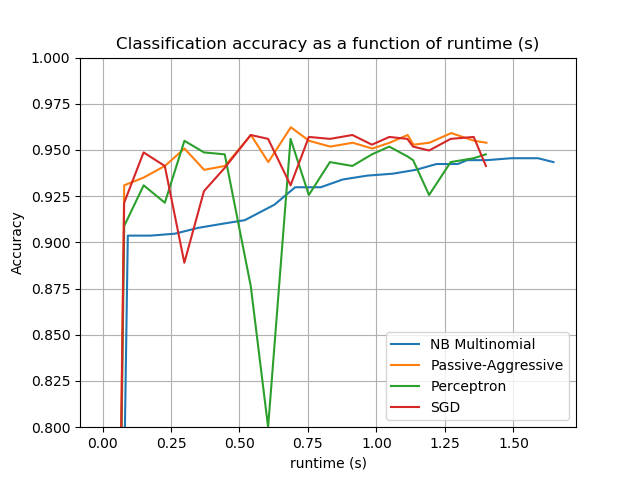 Classification accuracy as a function of runtime (s)
1.000
0.975
0.950
0.925
0.900
0.875
0.850
0.825
0.800
Accuracy
NB Multinomial
Passive-Aggressive
Perceptron
SGD
0.00 0.25 0.50 0.75 1.00 1.25 1.50
runtime (s)